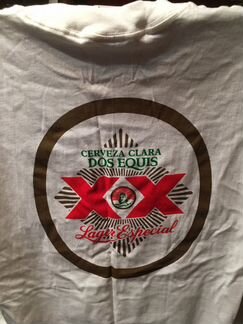 CERVEZA CLARA
DOS EQUIS
XX
Lager Especial